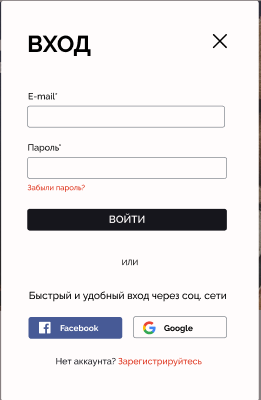 ВХОД
E-mail*
Пароль*
Забыли пароль?
ВОЙТИ
ИЛИ
Быстрый и удобный вход через соц. сети
Facebook Google
Нет аккаунта? Зарегистрируйтесь